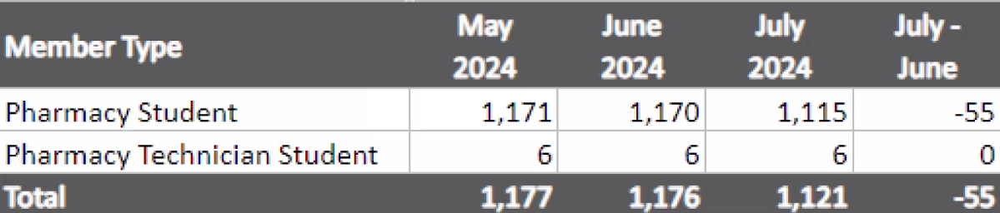 Member Type May 2024 June 2024 July 2024 July - June
Pharmacy Student 1,171 1,170 1,115 -55
Pharmacy Technician Student 6 6 6 0
Total 1,177 1,176 1,121 -55